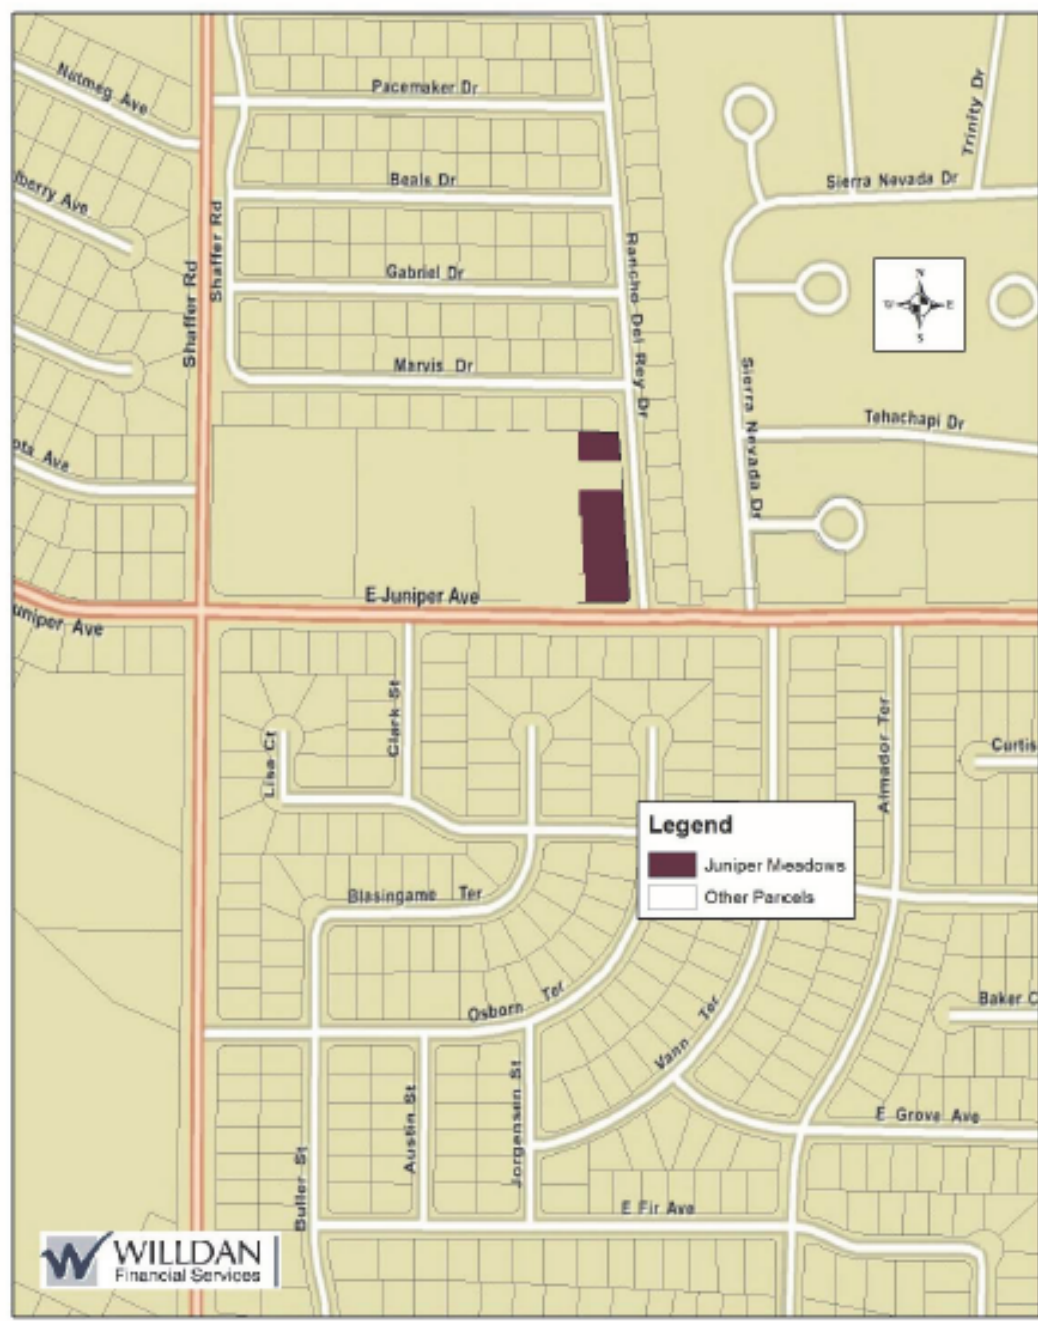 Nutmeg Ave
Pacemaker Dr
Trinity Dr
lberry Ave
Beals Dr
Sierra Nevada Dr
Shaffer Rd
Shaffer Rd
Gabriel Dr
Rancho Del Rey Dr
N
W E
S
Marvis Dr
Sierra Nevada Dr
Tehachapi Dr
ota Ave
E Juniper Ave
uniper Ave
Clark St
Lisa Ct
Almador Ter
Curtis
Legend
Juniper Meadows
Other Parcels
Blasingame Ter
Osborn Ter
Vann Ter
Baker C
Austin St
Jorgensen St
E Grove Ave
Buller St
E Fir Ave
WILLDAN
Financial Services